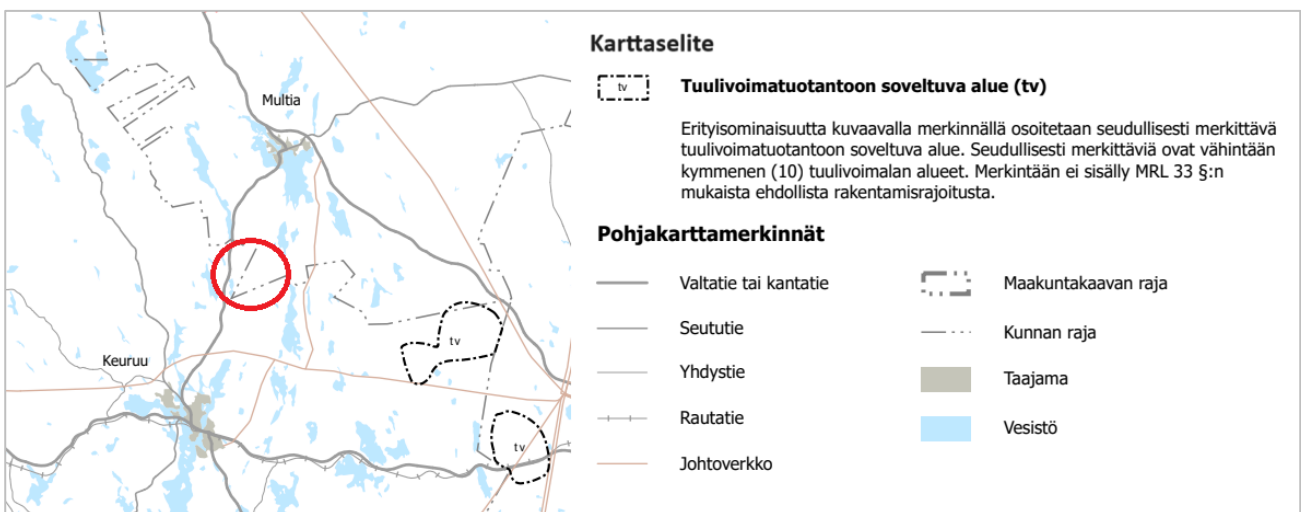 Multia
Keuruu
tv
tv
Karttaselite
tv
Tuulivoimatuotantoon soveltuva alue (tv)
Erityisominaisuutta kuvaavalla merkinnällä osoitetaan seudullisesti merkittävä
tuulivoimatuotantoon soveltuva alue. Seudullisesti merkittäviä ovat vähintään
kymmenen (10) tuulivoimalan alueet. Merkintään ei sisälly MRL 33 §:n
mukaista ehdollista rakentamisrajoitusta.
Pohjakarttamerkinnät
Valtatie tai kantatie
Seututie
Yhdystie
Rautatie
Johtoverkko
Maakuntakaavan raja
Kunnan raja
Taajama
Vesistö